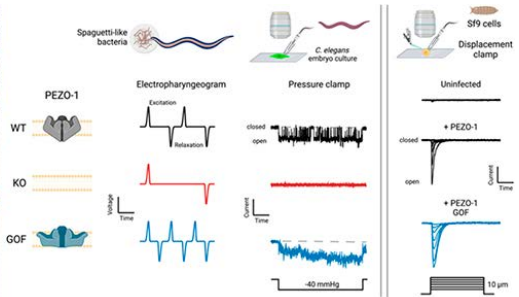 Spaguetti-like
bacteria
C. elegans
embryo culture
Sf9 cells
Displacement
clamp
PEZO-1
Electropharyngeogram
Pressure clamp
Uninfected
WT
Excitation
Relaxation
closed
open
+ PEZO-1
closed
open
Current
Time
KO
Voltage
Time
Current
Time
GOF
+ PEZO-1
GOF
-40 mmHg
10 μm